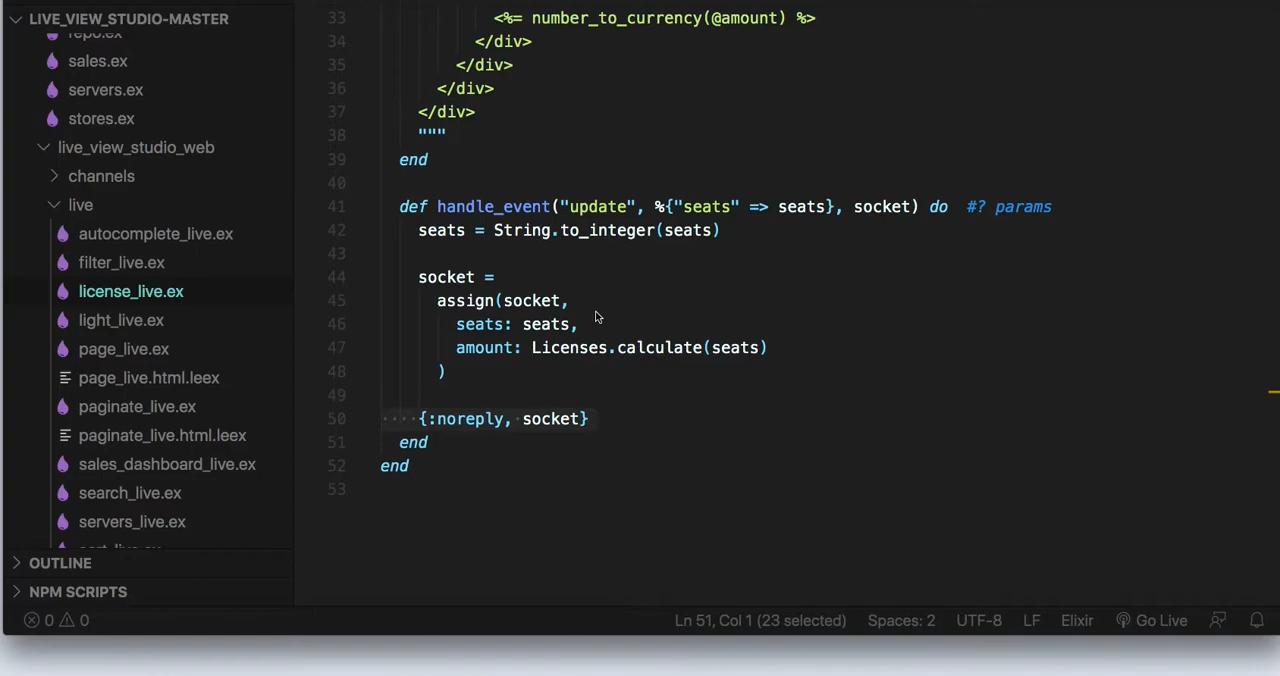 LIVE_VIEW_STUDIO-MASTER
repo.ex
sales.ex
servers.ex
stores.ex
live_view_studio_web
channels
live
autocomplete_live.ex
filter_live.ex
license_live.ex
light_live.ex
page_live.ex
page_live.html.leex
paginate_live.ex
paginate_live.html.leex
sales_dashboard_live.ex
search_live.ex
servers_live.ex
sort_live.ex
OUTLINE
NPM SCRIPTS
33 <%= number_to_currency(@amount) %>
34 </div>
35 </div>
36 </div>
37 </div>
38 """
39 end
40
41 def handle_event("update", %{"seats" => seats}, socket) do #? params
42 seats = String.to_integer(seats)
43
44 socket =
45 assign(socket,
46 seats: seats,
47 amount: Licenses.calculate(seats)
48 )
49
50 {:noreply, socket}
51 end
52 end
53
0 0 Ln 51, Col 1 (23 selected) Spaces: 2 UTF-8 LF Elixir Go Live